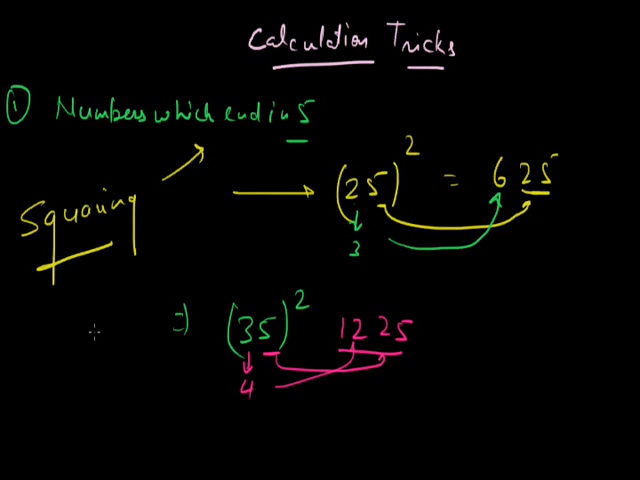 Calculation Tricks
① Numbers which end in 5
Squaring → (25)² = 625
3
⇒ (35)² 1225
4